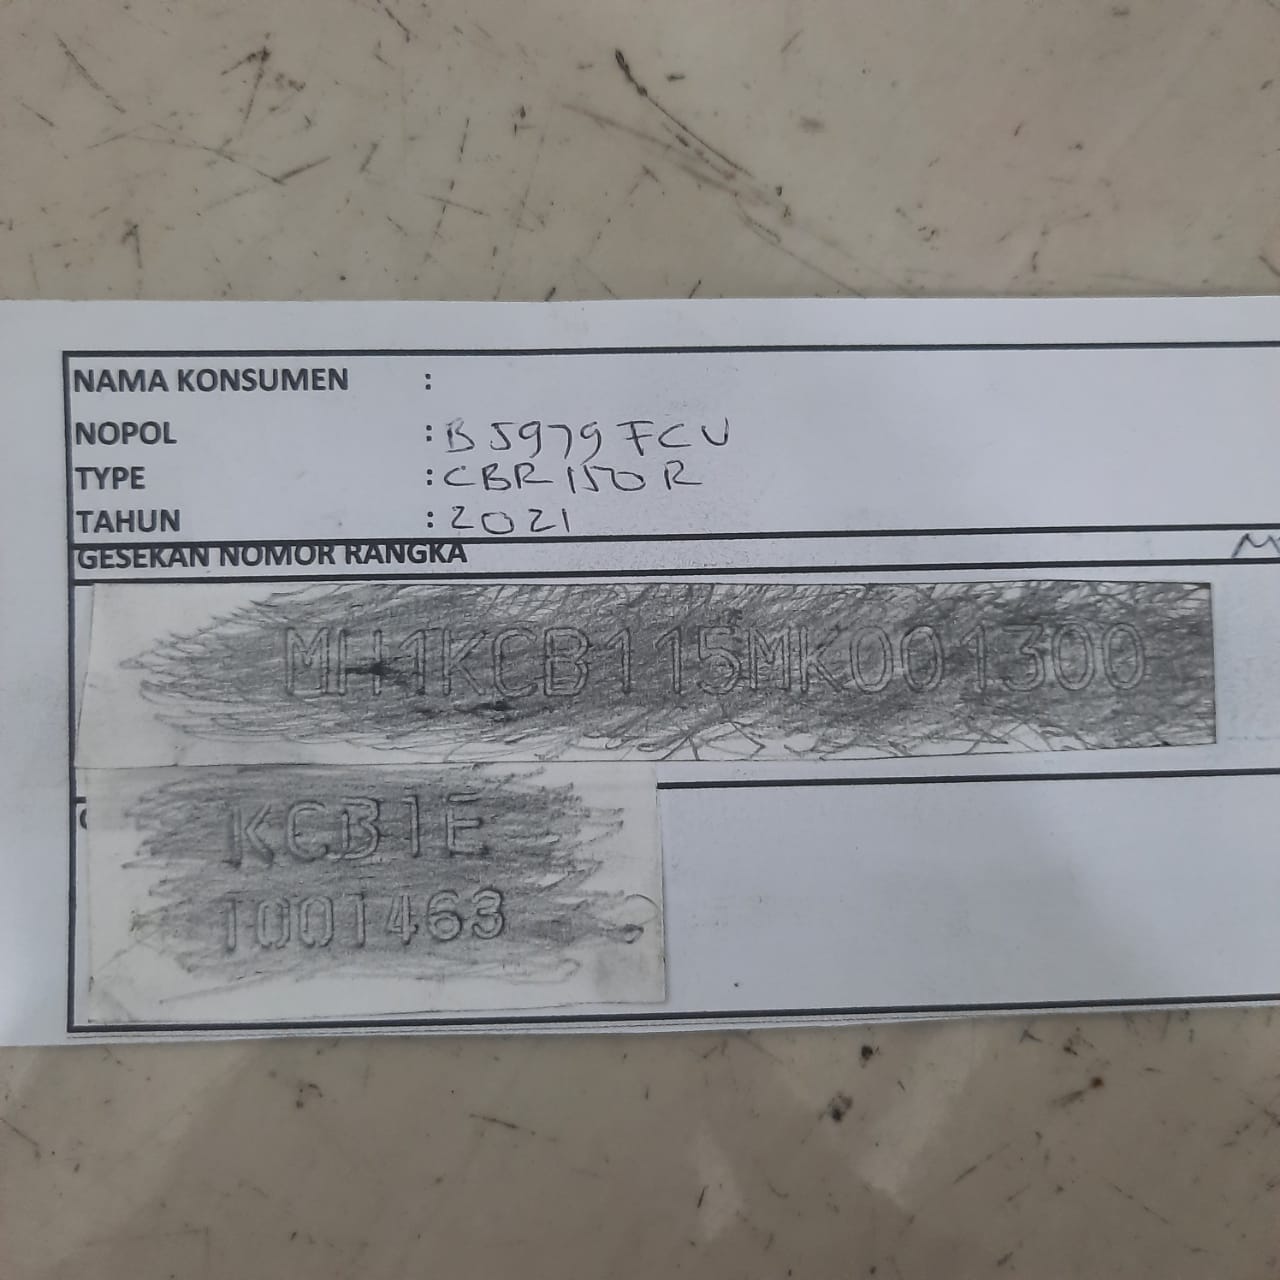 NAMA KONSUMEN :
NOPOL : B 5979 FCU
TYPE : CBR 150 R
TAHUN : 2021
GESEKAN NOMOR RANGKA
MH1KCB115MK001300
KCB1E
1001463